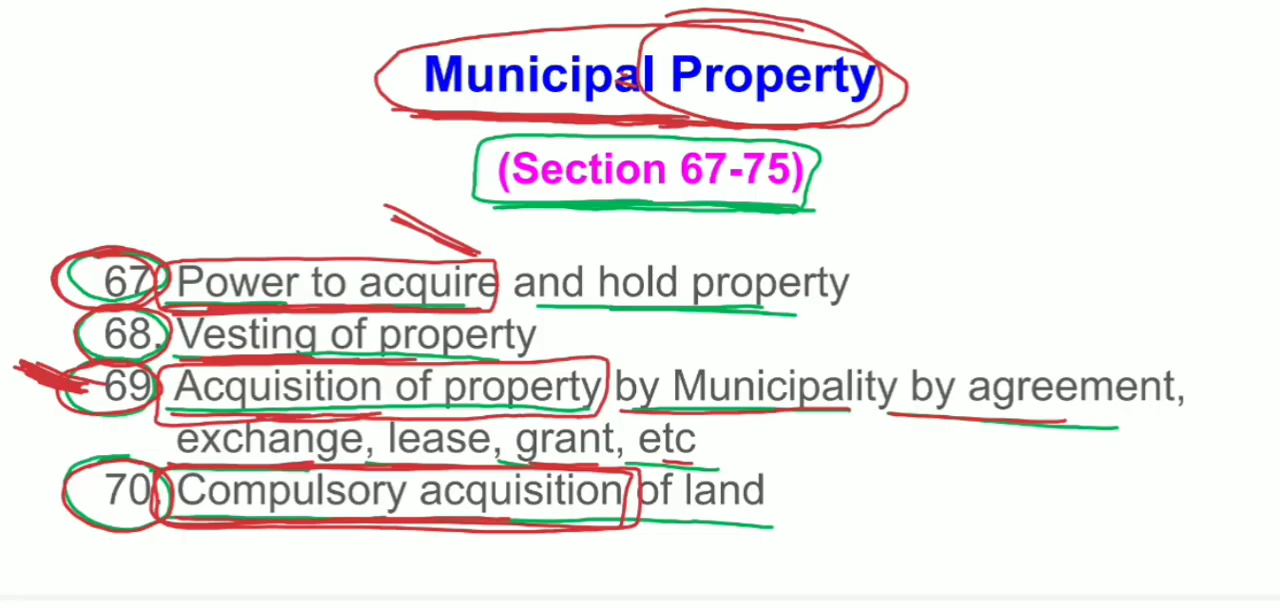 Municipal Property
(Section 67-75)
67. Power to acquire and hold property
68. Vesting of property
69. Acquisition of property by Municipality by agreement,
exchange, lease, grant, etc
70. Compulsory acquisition of land